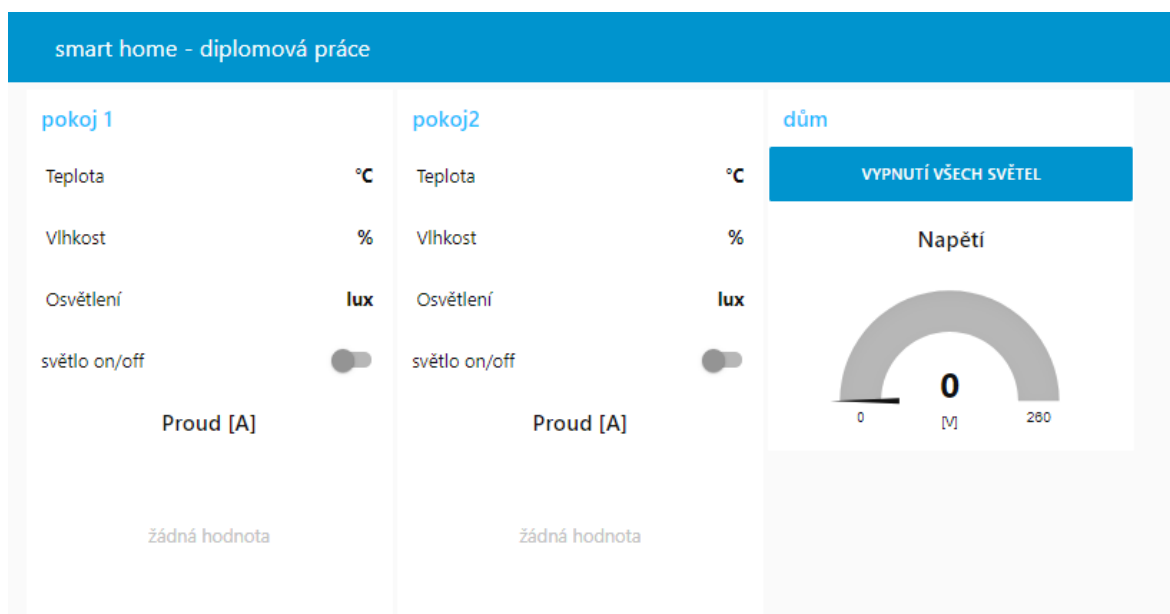 smart home - diplomová práce
pokoj 1
Teplota °C
Vlhkost %
Osvětlení lux
světlo on/off
Proud [A]
žádná hodnota
pokoj2
Teplota °C
Vlhkost %
Osvětlení lux
světlo on/off
Proud [A]
žádná hodnota
dům
VYPNUTÍ VŠECH SVĚTEL
Napětí
0
0 [V] 260